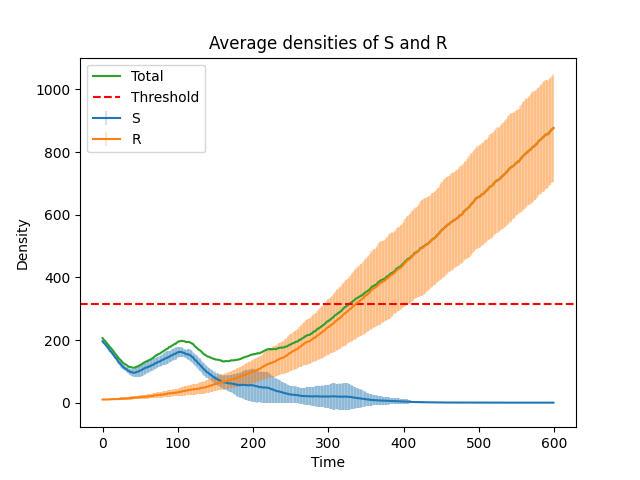 Average densities of S and R
Total
Threshold
S
R
Density
1000
800
600
400
200
0
0 100 200 300 400 500 600
Time